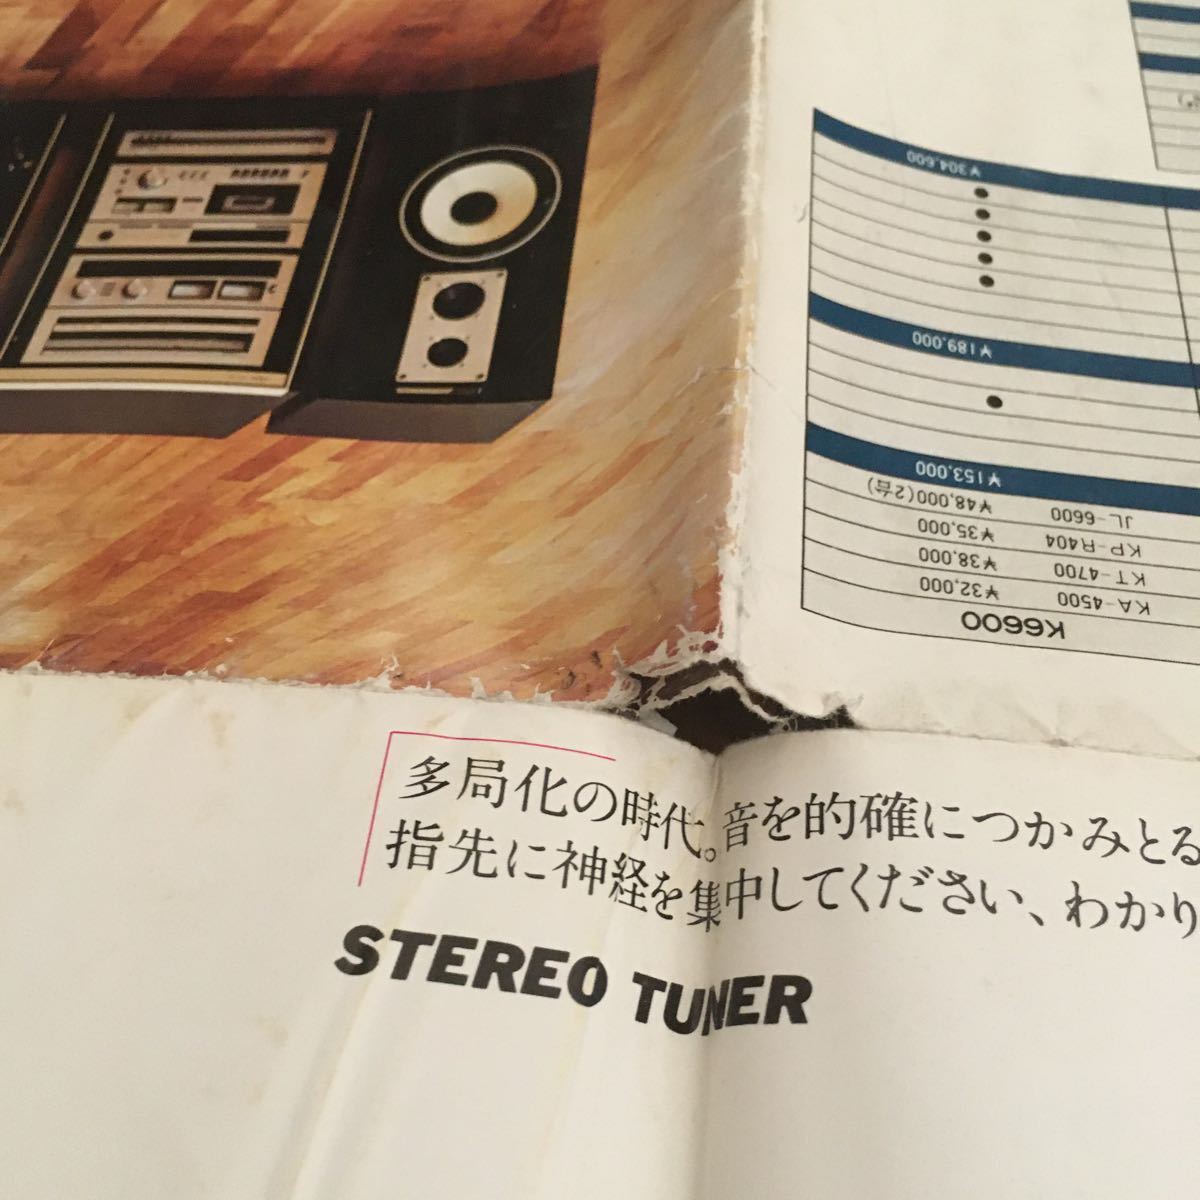 多局化の時代。音を的確につかみとる
指先に神経を集中してください、わかり
STEREO TUNER
K6600
KA-4500 ¥32,000
KT-4700 ¥38,000
KP-R404 ¥35,000
JL-6600 ¥48,000(2台)
¥153,000
●
¥189,000
●
●
●
●
●
¥304,600